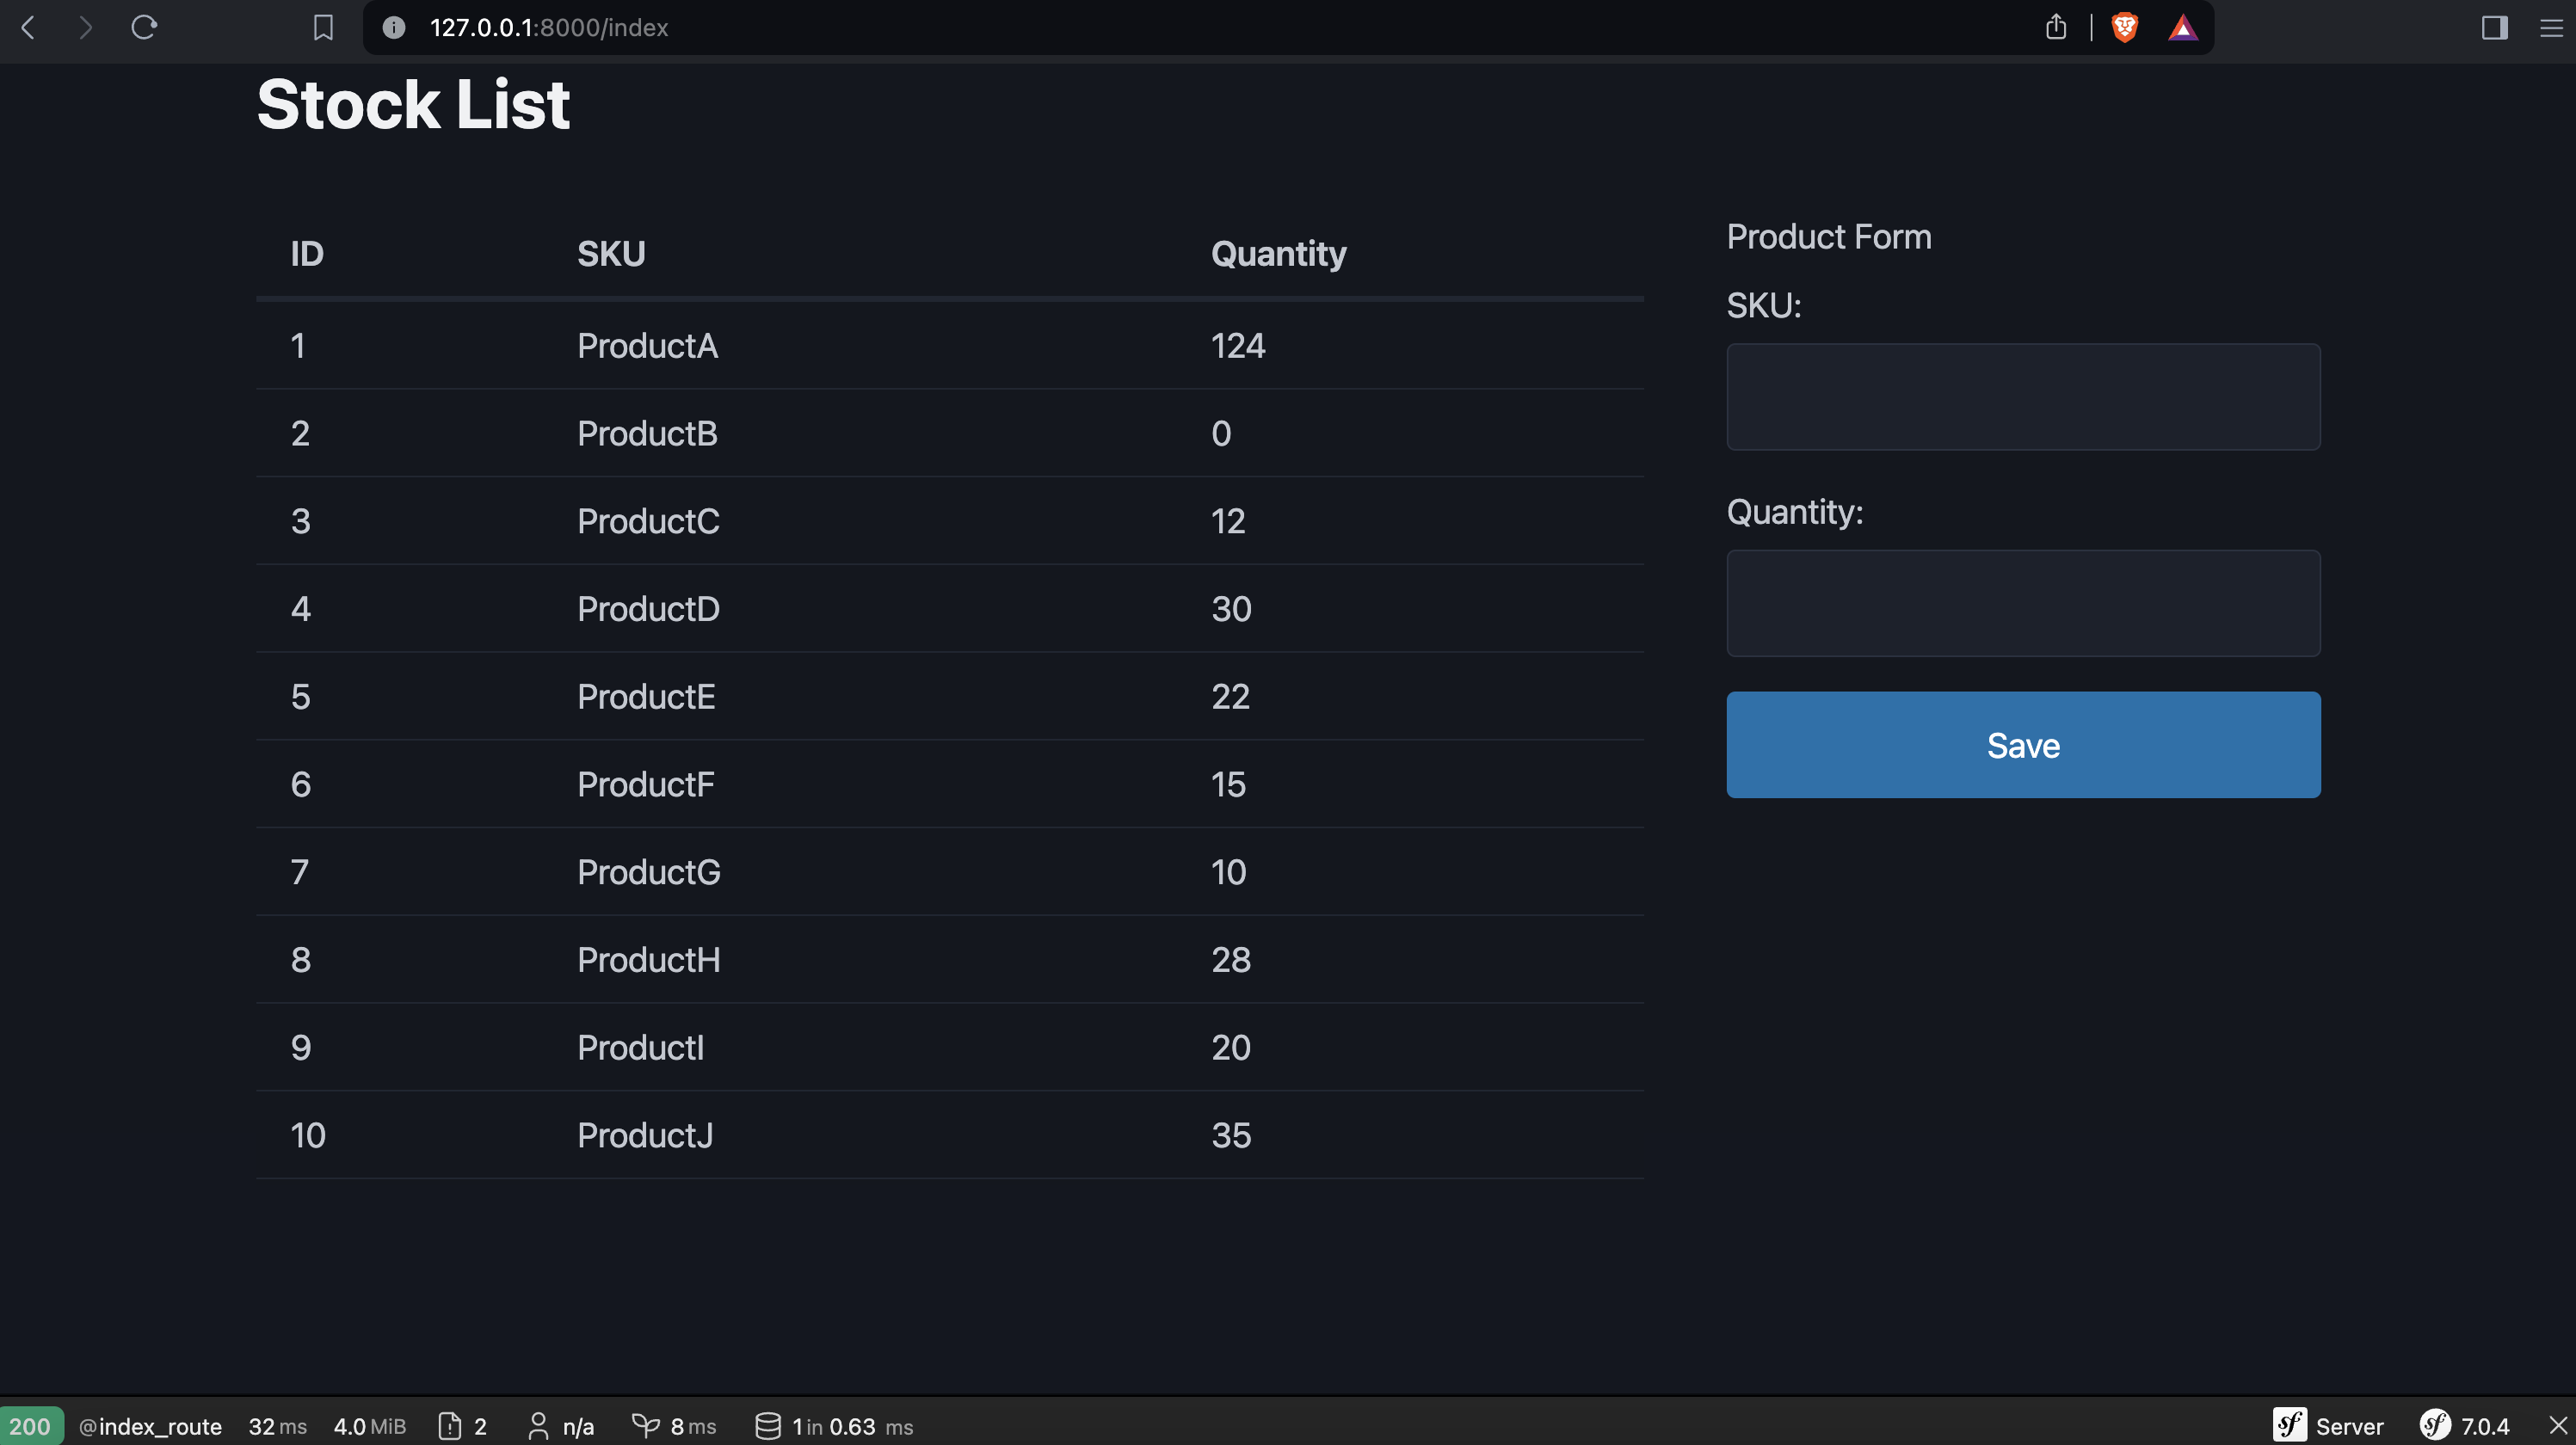 127.0.0.1:8000/index
Stock List
ID SKU Quantity
1 ProductA 124
2 ProductB 0
3 ProductC 12
4 ProductD 30
5 ProductE 22
6 ProductF 15
7 ProductG 10
8 ProductH 28
9 ProductI 20
10 ProductJ 35
Product Form
SKU:
Quantity:
Save
200 @index_route 32 ms 4.0 MiB 2 n/a 8 ms 1 in 0.63 ms sf Server sf 7.0.4